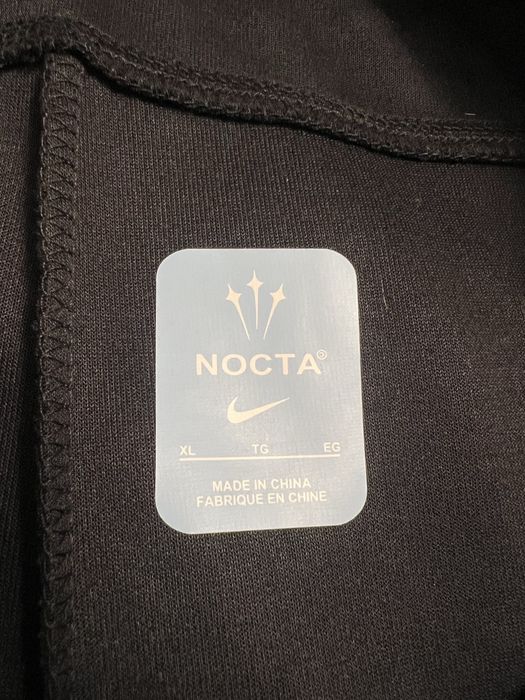 NOCTA®
XL TG EG
MADE IN CHINA
FABRIQUE EN CHINE